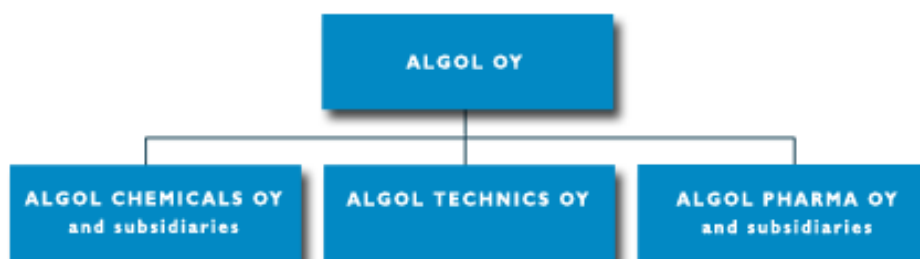 ALGOL OY
ALGOL CHEMICALS OY
and subsidiaries
ALGOL TECHNICS OY
ALGOL PHARMA OY
and subsidiaries